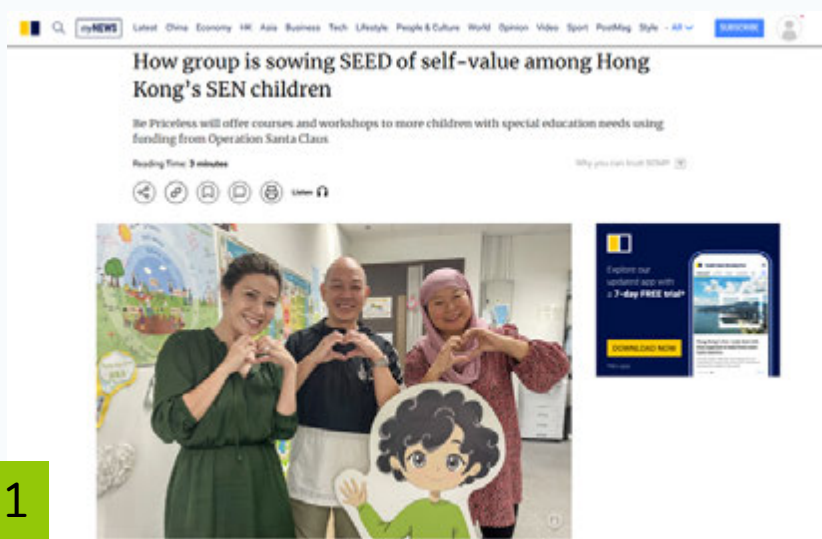 myNEWS Latest China Economy HK Asia Business Tech Lifestyle People & Culture World Opinion Video Sport PostMag Style - All SUBSCRIBE
How group is sowing SEED of self-value among Hong
Kong's SEN children
Be Priceless will offer courses and workshops to more children with special education needs using
funding from Operation Santa Claus
Reading Time: 3 minutes
Why you can trust SCMP
Listen
Explore our
updated app with
a 7-day FREE trial*
DOWNLOAD NOW
1